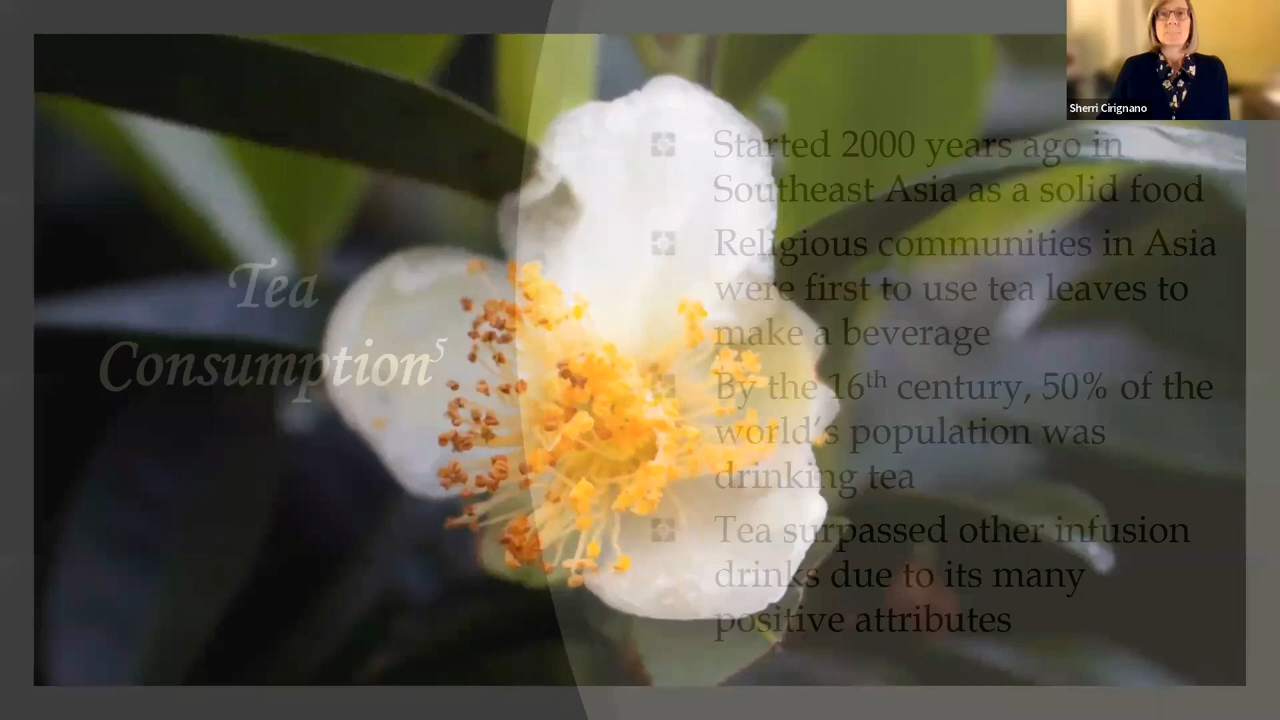 Sherri Cirignano
Tea
Consumption⁵
Started 2000 years ago in
Southeast Asia as a solid food
Religious communities in Asia
were first to use tea leaves to
make a beverage
By the 16th century, 50% of the
world's population was
drinking tea
Tea surpassed other infusion
drinks due to its many
positive attributes